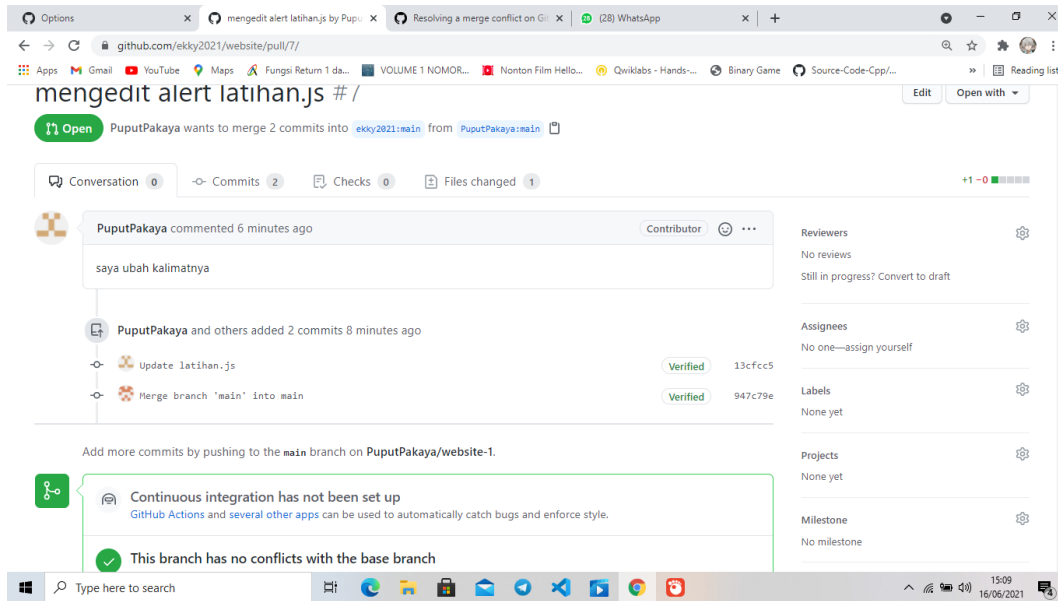 Options
mengedit alert latihan.js by Pupu
Resolving a merge conflict on Git
(28) WhatsApp
github.com/ekky2021/website/pull/7/
Apps
Gmail
YouTube
Maps
Fungsi Return 1 da...
VOLUME 1 NOMOR...
Nonton Film Hello...
Qwiklabs - Hands-...
Binary Game
Source-Code-Cpp/...
»
Reading list
mengedit alert latihan.js #7
Edit
Open with
Open
PuputPakaya wants to merge 2 commits into ekky2021:main from PuputPakaya:main
Conversation 0
Commits 2
Checks 0
Files changed 1
+1 −0
PuputPakaya commented 6 minutes ago
Contributor
saya ubah kalimatnya
PuputPakaya and others added 2 commits 8 minutes ago
Update latihan.js
Verified
13cfcc5
Merge branch 'main' into main
Verified
947c79e
Add more commits by pushing to the main branch on PuputPakaya/website-1.
Continuous integration has not been set up
GitHub Actions and several other apps can be used to automatically catch bugs and enforce style.
This branch has no conflicts with the base branch
Reviewers
No reviews
Still in progress? Convert to draft
Assignees
No one—assign yourself
Labels
None yet
Projects
None yet
Milestone
No milestone
Type here to search
15:09
16/06/2021
4